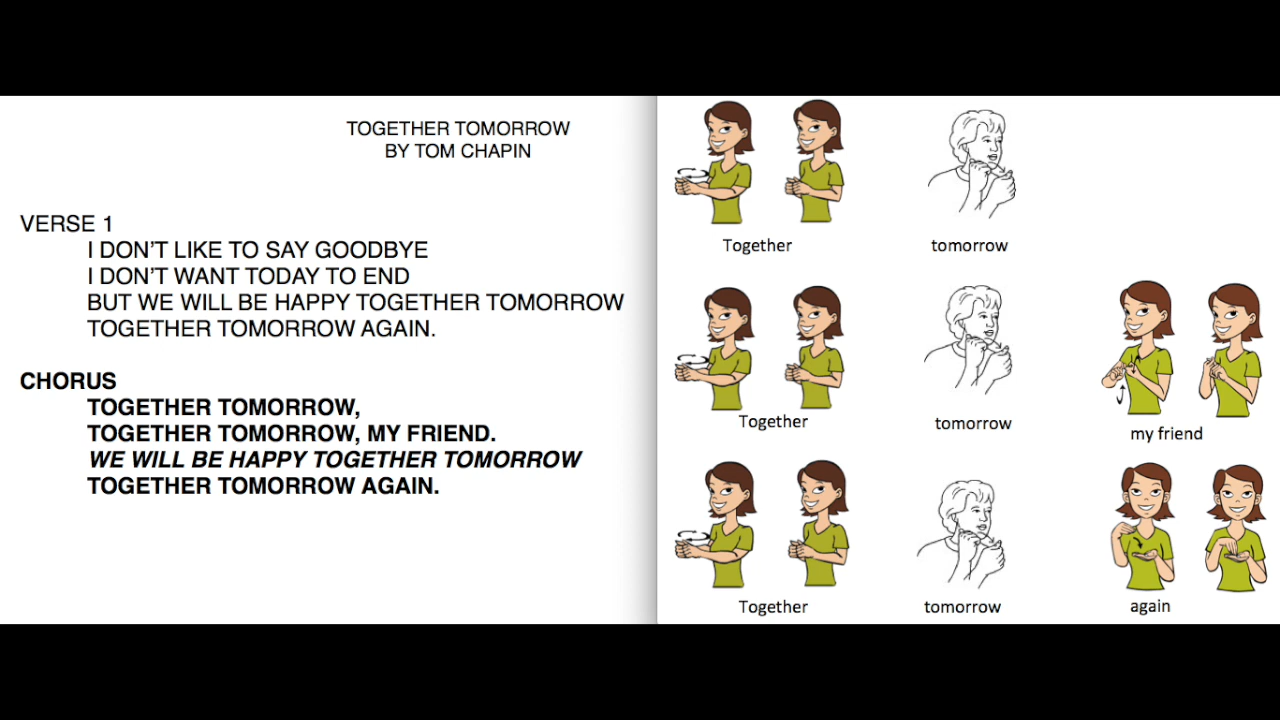 TOGETHER TOMORROW
BY TOM CHAPIN
VERSE 1
I DON'T LIKE TO SAY GOODBYE
I DON'T WANT TODAY TO END
BUT WE WILL BE HAPPY TOGETHER TOMORROW
TOGETHER TOMORROW AGAIN.
CHORUS
TOGETHER TOMORROW,
TOGETHER TOMORROW, MY FRIEND.
WE WILL BE HAPPY TOGETHER TOMORROW
TOGETHER TOMORROW AGAIN.
Together tomorrow
Together tomorrow my friend
Together tomorrow again